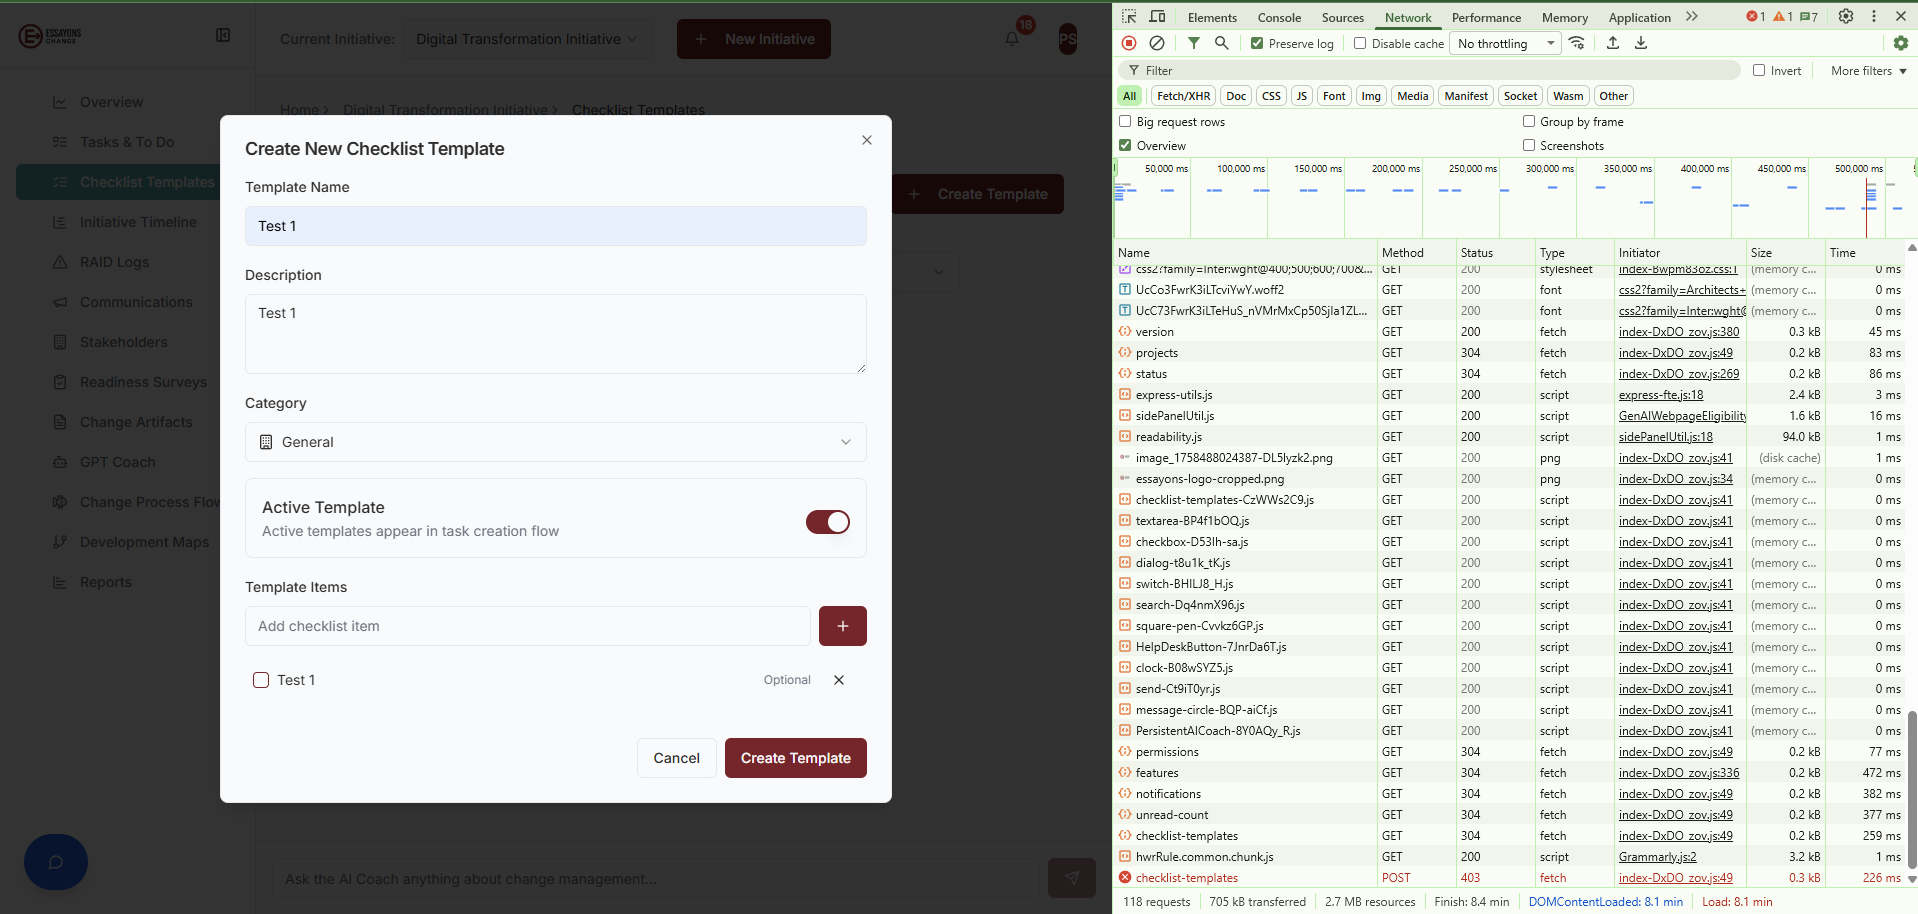 ESSAYONS
CHANGE
Current Initiative:
Digital Transformation Initiative
New Initiative
18
PS
Overview
Tasks & To Do
Checklist Templates
Initiative Timeline
RAID Logs
Communications
Stakeholders
Readiness Surveys
Change Artifacts
GPT Coach
Change Process Flow
Development Maps
Reports
Home > Digital Transformation Initiative > Checklist Templates
Create Template
Create New Checklist Template
Template Name
Test 1
Description
Test 1
Category
General
Active Template
Active templates appear in task creation flow
Template Items
Add checklist item
Test 1 Optional
Cancel
Create Template
Ask the AI Coach anything about change management...
Elements Console Sources Network Performance Memory Application 1 1 7
Preserve log Disable cache No throttling
Filter Invert More filters
All Fetch/XHR Doc CSS JS Font Img Media Manifest Socket Wasm Other
Big request rows Group by frame
Overview Screenshots
50,000 ms 100,000 ms 150,000 ms 200,000 ms 250,000 ms 300,000 ms 350,000 ms 400,000 ms 450,000 ms 500,000 ms
Name Method Status Type Initiator Size Time
css2?family=Inter:wght@400;500;600;700&... GET 200 stylesheet index-Bwpm83oz.css:1 (memory c... 0 ms
UcCo3FwrK3iLTcviYwY.woff2 GET 200 font css2?family=Architects+ (memory c... 0 ms
UcC73FwrK3iLTeHuS_nVMrMxCp50SjIa1ZL... GET 200 font css2?family=Inter:wght@ (memory c... 0 ms
version GET 200 fetch index-DxDO_zov.js:380 0.3 kB 45 ms
projects GET 304 fetch index-DxDO_zov.js:49 0.2 kB 83 ms
status GET 304 fetch index-DxDO_zov.js:269 0.2 kB 86 ms
express-utils.js GET 200 script express-fte.js:18 2.4 kB 3 ms
sidePanelUtil.js GET 200 script GenAIWebpageEligibility 1.6 kB 16 ms
readability.js GET 200 script sidePanelUtil.js:18 94.0 kB 1 ms
image_1758488024387-DL5lyzk2.png GET 200 png index-DxDO_zov.js:41 (disk cache) 1 ms
essayons-logo-cropped.png GET 200 png index-DxDO_zov.js:34 (memory c... 0 ms
checklist-templates-CzWWs2C9.js GET 200 script index-DxDO_zov.js:41 (memory c... 0 ms
textarea-BP4f1bOQ.js GET 200 script index-DxDO_zov.js:41 (memory c... 0 ms
checkbox-D53Ih-sa.js GET 200 script index-DxDO_zov.js:41 (memory c... 0 ms
dialog-t8u1k_tK.js GET 200 script index-DxDO_zov.js:41 (memory c... 0 ms
switch-BHILJ8_H.js GET 200 script index-DxDO_zov.js:41 (memory c... 0 ms
search-Dq4nmX96.js GET 200 script index-DxDO_zov.js:41 (memory c... 0 ms
square-pen-Cvvkz6GP.js GET 200 script index-DxDO_zov.js:41 (memory c... 0 ms
HelpDeskButton-7JnrDa6T.js GET 200 script index-DxDO_zov.js:41 (memory c... 0 ms
clock-B08wSYZ5.js GET 200 script index-DxDO_zov.js:41 (memory c... 0 ms
send-Ct9iT0yr.js GET 200 script index-DxDO_zov.js:41 (memory c... 0 ms
message-circle-BQP-aiCf.js GET 200 script index-DxDO_zov.js:41 (memory c... 0 ms
PersistentAICoach-8Y0AQy_R.js GET 200 script index-DxDO_zov.js:41 (memory c... 0 ms
permissions GET 304 fetch index-DxDO_zov.js:49 0.2 kB 77 ms
features GET 304 fetch index-DxDO_zov.js:336 0.2 kB 472 ms
notifications GET 304 fetch index-DxDO_zov.js:49 0.2 kB 382 ms
unread-count GET 304 fetch index-DxDO_zov.js:49 0.2 kB 377 ms
checklist-templates GET 304 fetch index-DxDO_zov.js:49 0.2 kB 259 ms
hwrRule.common.chunk.js GET 200 script Grammarly.js:2 3.2 kB 1 ms
checklist-templates POST 403 fetch index-DxDO_zov.js:49 0.3 kB 226 ms
118 requests 705 kB transferred 2.7 MB resources Finish: 8.4 min DOMContentLoaded: 8.1 min Load: 8.1 min